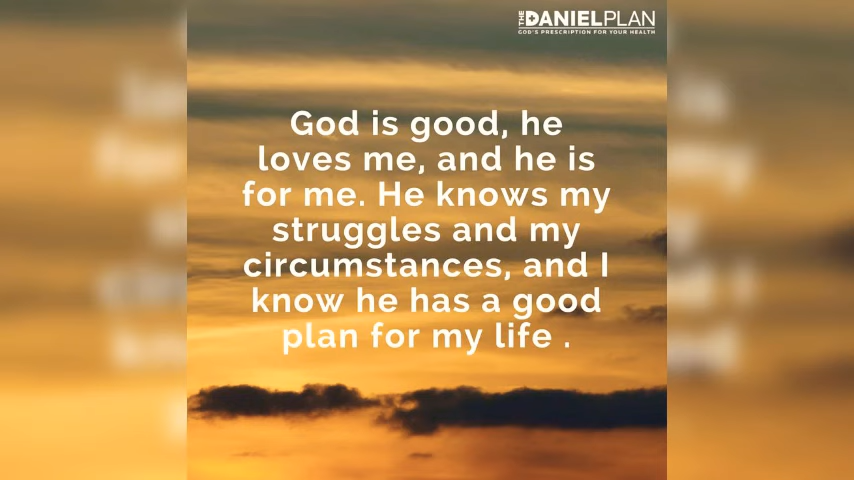 THE DANIEL PLAN
GOD'S PRESCRIPTION FOR YOUR HEALTH
God is good, he
loves me, and he is
for me. He knows my
struggles and my
circumstances, and I
know he has a good
plan for my life .